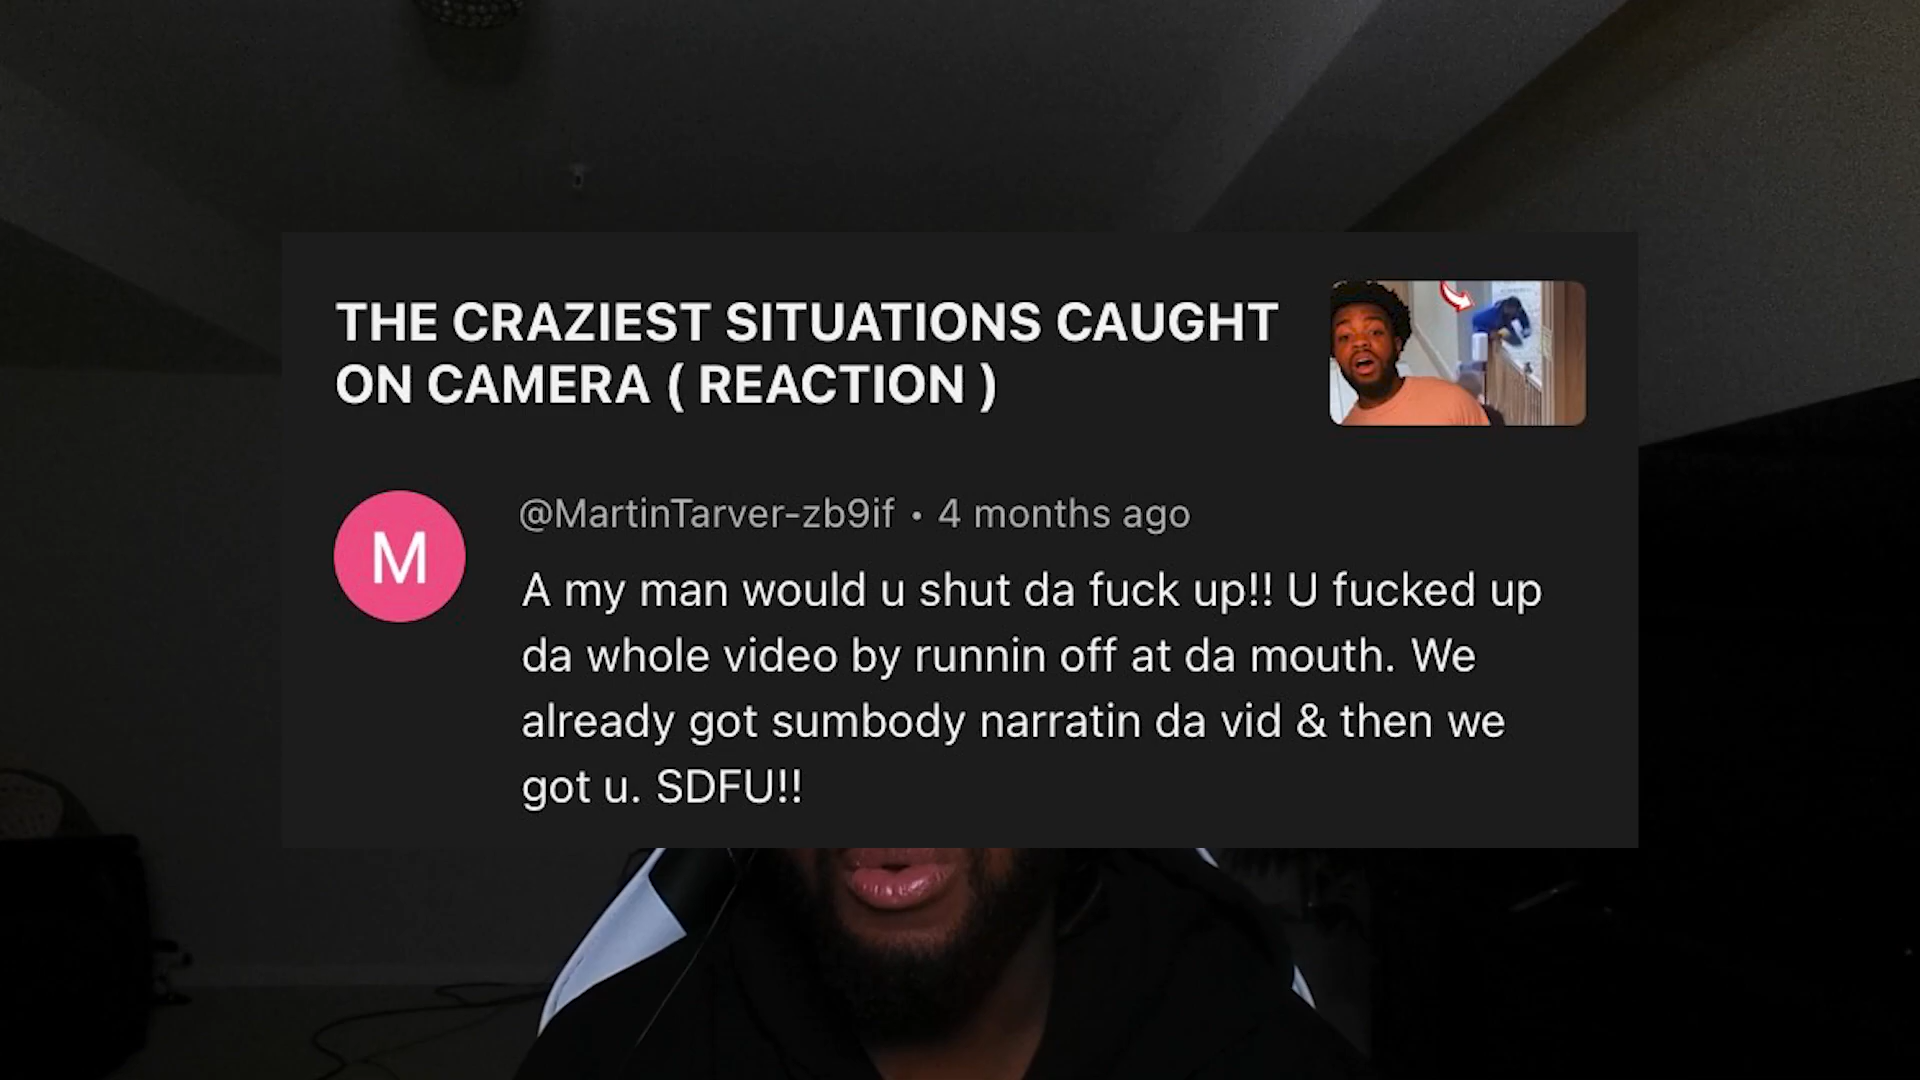 THE CRAZIEST SITUATIONS CAUGHT
ON CAMERA ( REACTION )
M
@MartinTarver-zb9if • 4 months ago
A my man would u shut da fuck up!! U fucked up
da whole video by runnin off at da mouth. We
already got sumbody narratin da vid & then we
got u. SDFU!!